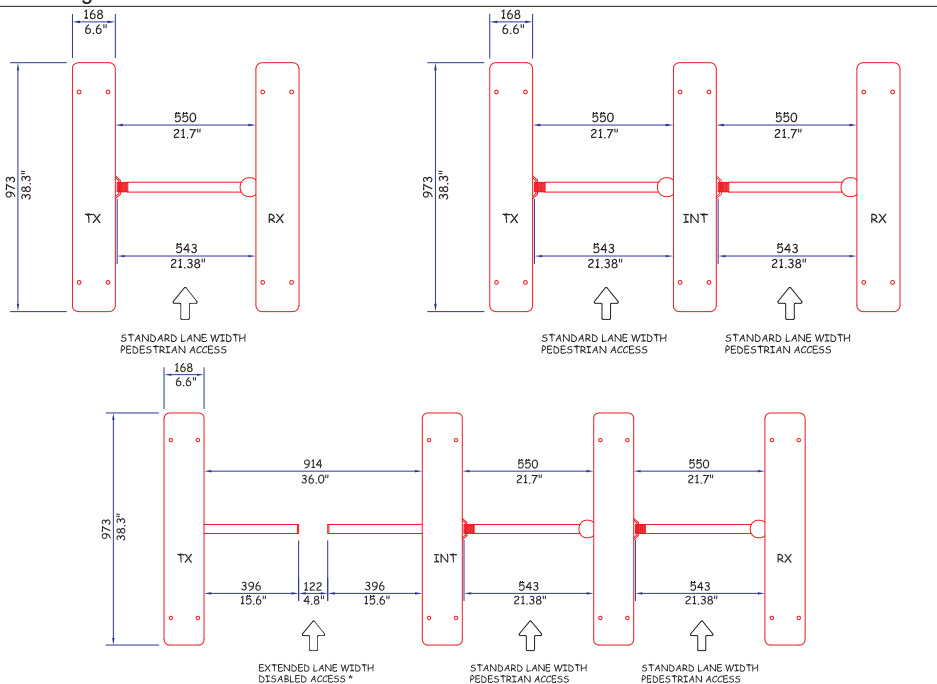 168
6.6"
168
6.6"
550
21.7"
550
21.7"
550
21.7"
973
38.3"
973
38.3"
TX
RX
TX
INT
RX
543
21.38"
543
21.38"
543
21.38"
STANDARD LANE WIDTH
PEDESTRIAN ACCESS
STANDARD LANE WIDTH
PEDESTRIAN ACCESS
STANDARD LANE WIDTH
PEDESTRIAN ACCESS
168
6.6"
914
36.0"
550
21.7"
550
21.7"
973
38.3"
TX
INT
RX
396
15.6"
122
4.8"
396
15.6"
543
21.38"
543
21.38"
EXTENDED LANE WIDTH
DISABLED ACCESS *
STANDARD LANE WIDTH
PEDESTRIAN ACCESS
STANDARD LANE WIDTH
PEDESTRIAN ACCESS